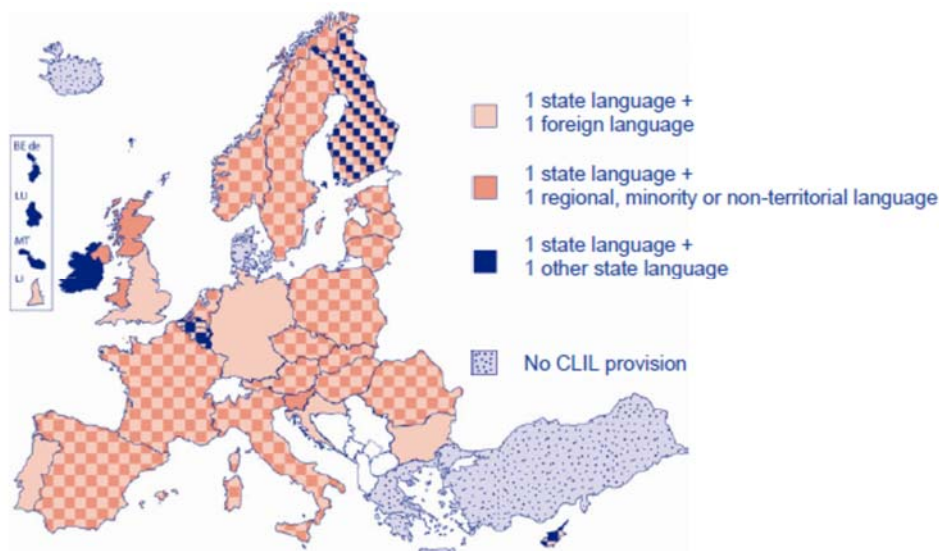 1 state language +
1 foreign language
1 state language +
1 regional, minority or non-territorial language
1 state language +
1 other state language
No CLIL provision
BE de
LU
MT
LI